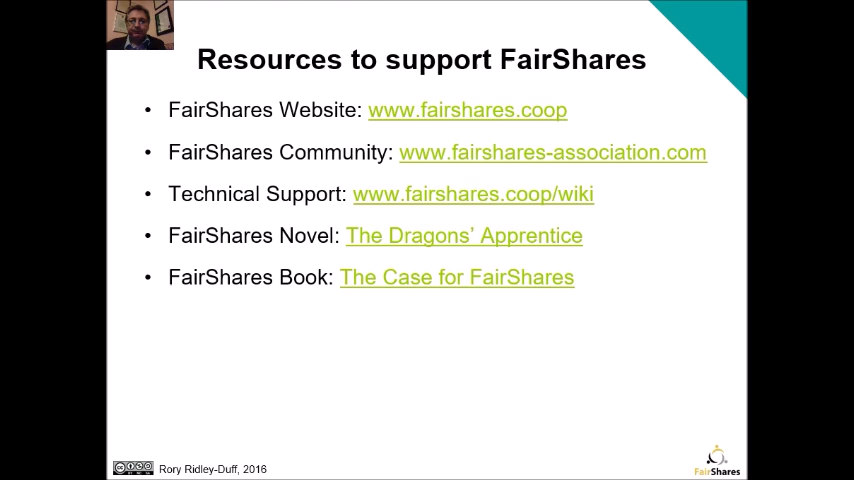 Resources to support FairShares
• FairShares Website: www.fairshares.coop
• FairShares Community: www.fairshares-association.com
• Technical Support: www.fairshares.coop/wiki
• FairShares Novel: The Dragons’ Apprentice
• FairShares Book: The Case for FairShares
Rory Ridley-Duff, 2016
FairShares